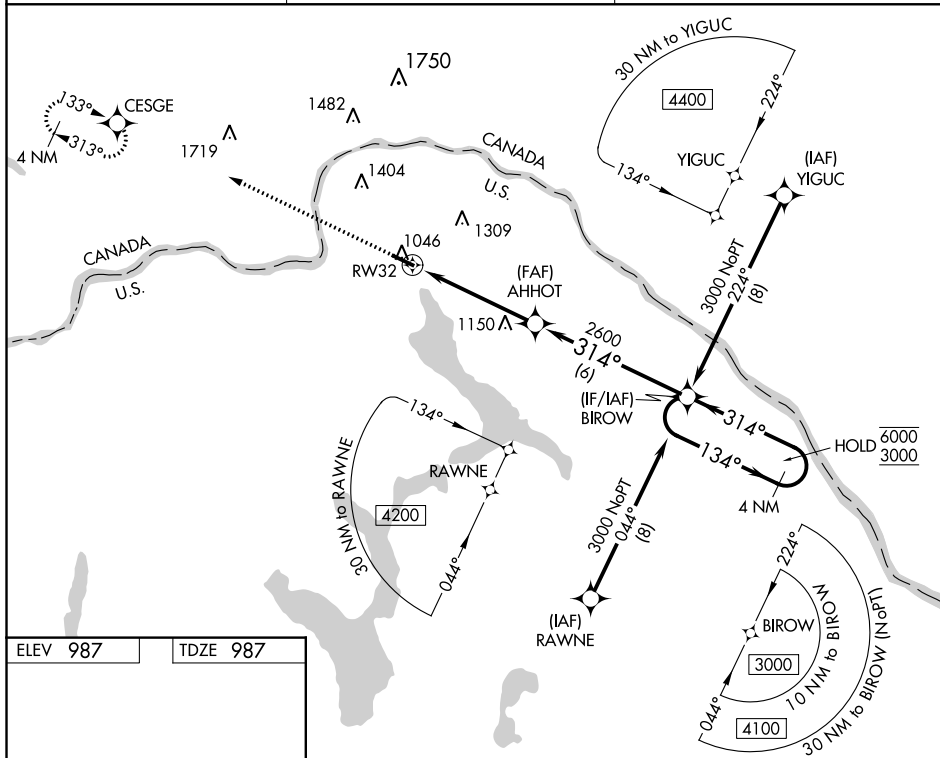 1750
133°
CESGE
313°
4 NM
1719
1482
1404
1309
1046
RW32
CANADA
U.S.
CANADA
U.S.
30 NM to YIGUC
4400
224°
134°
YIGUC
(IAF)
YIGUC
3000 NoPT
224°
(8)
(FAF)
AHHOT
1150
2600
314°
(6)
(IF/IAF)
BIROW
314°
134°
4 NM
HOLD 6000
3000
134°
30 NM to RAWNE
RAWNE
4200
044°
3000 NoPT
044°
(8)
(IAF)
RAWNE
224°
BIROW
3000
10 NM to BIROW
4100
30 NM to BIROW (NoPT)
044°
ELEV 987
TDZE 987